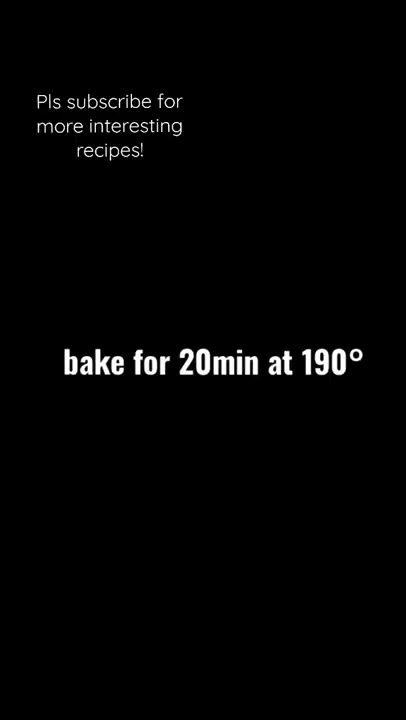 Pls subscribe for
more interesting
recipes!
bake for 20min at 190°